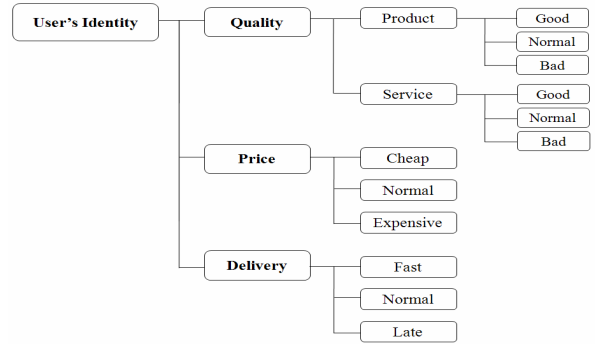 User's Identity
Quality
Product
Good
Normal
Bad
Service
Good
Normal
Bad
Price
Cheap
Normal
Expensive
Delivery
Fast
Normal
Late